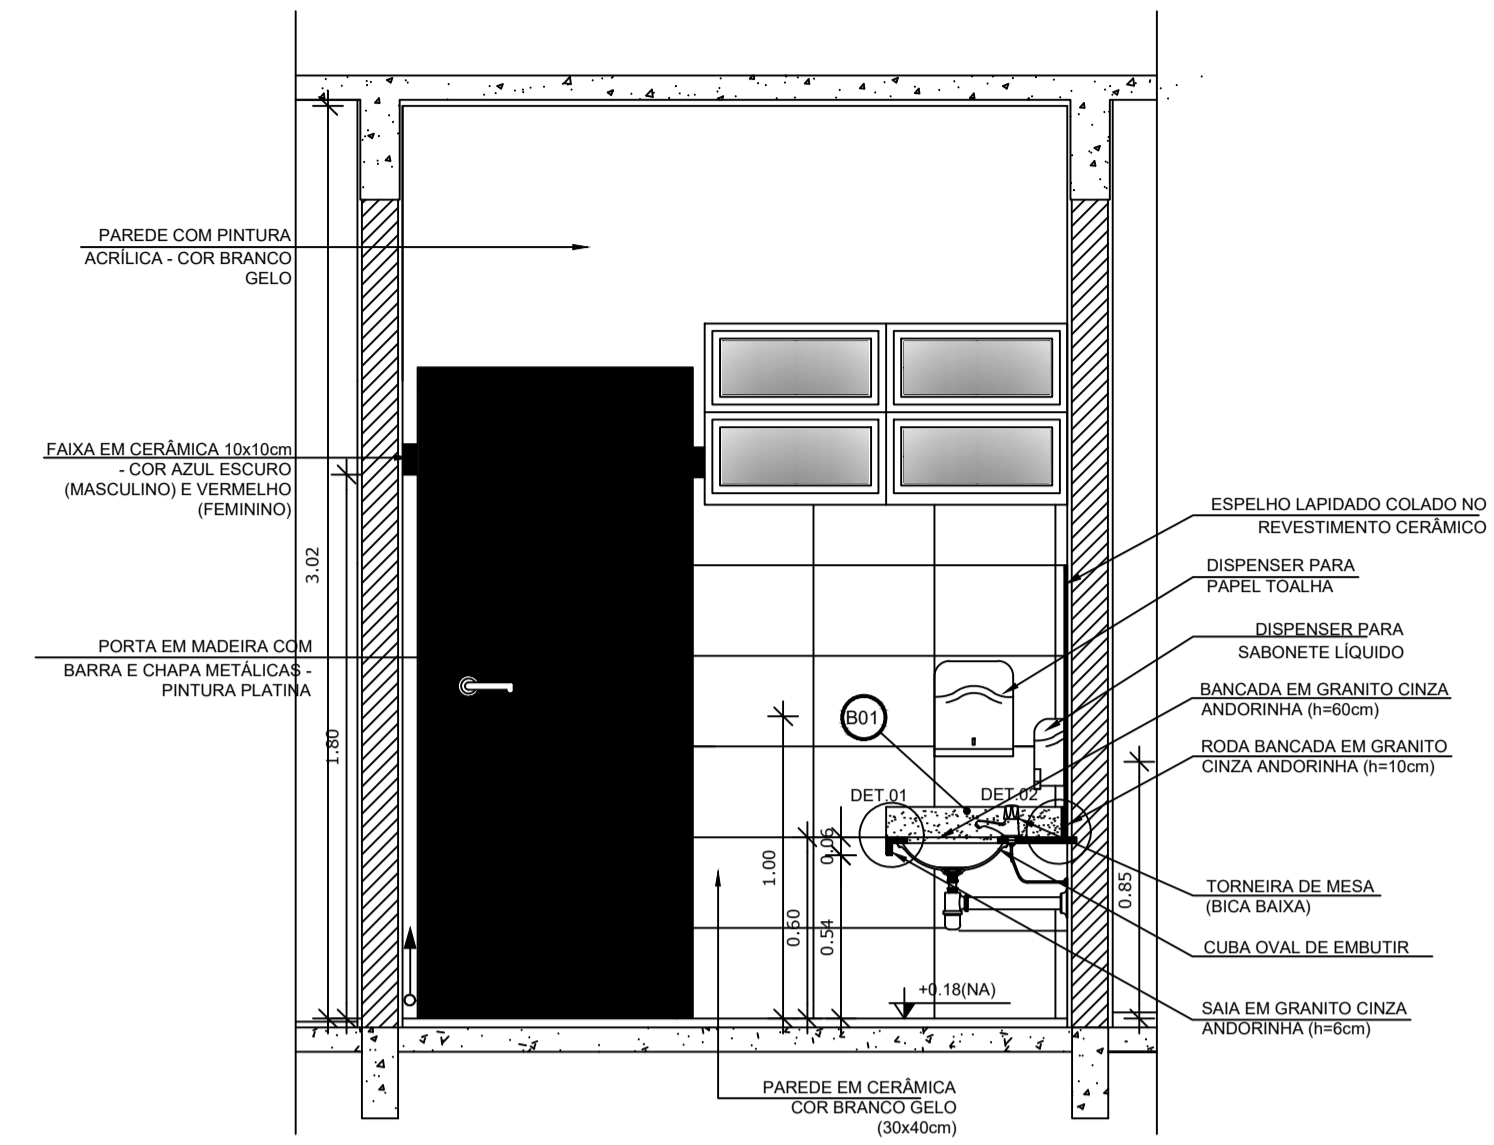 PAREDE COM PINTURA
ACRÍLICA - COR BRANCO
GELO
FAIXA EM CERÂMICA 10x10cm
- COR AZUL ESCURO
(MASCULINO) E VERMELHO
(FEMININO)
3.02
PORTA EM MADEIRA COM
BARRA E CHAPA METÁLICAS -
PINTURA PLATINA
1.80
ESPELHO LAPIDADO COLADO NO
REVESTIMENTO CERÂMICO
DISPENSER PARA
PAPEL TOALHA
DISPENSER PARA
SABONETE LÍQUIDO
BANCADA EM GRANITO CINZA
ANDORINHA (h=60cm)
RODA BANCADA EM GRANITO
CINZA ANDORINHA (h=10cm)
B01
DET.01
DET.02
0.06
1.00
0.60
0.54
0.85
TORNEIRA DE MESA
(BICA BAIXA)
CUBA OVAL DE EMBUTIR
+0.18(NA)
SAIA EM GRANITO CINZA
ANDORINHA (h=6cm)
PAREDE EM CERÂMICA
COR BRANCO GELO
(30x40cm)